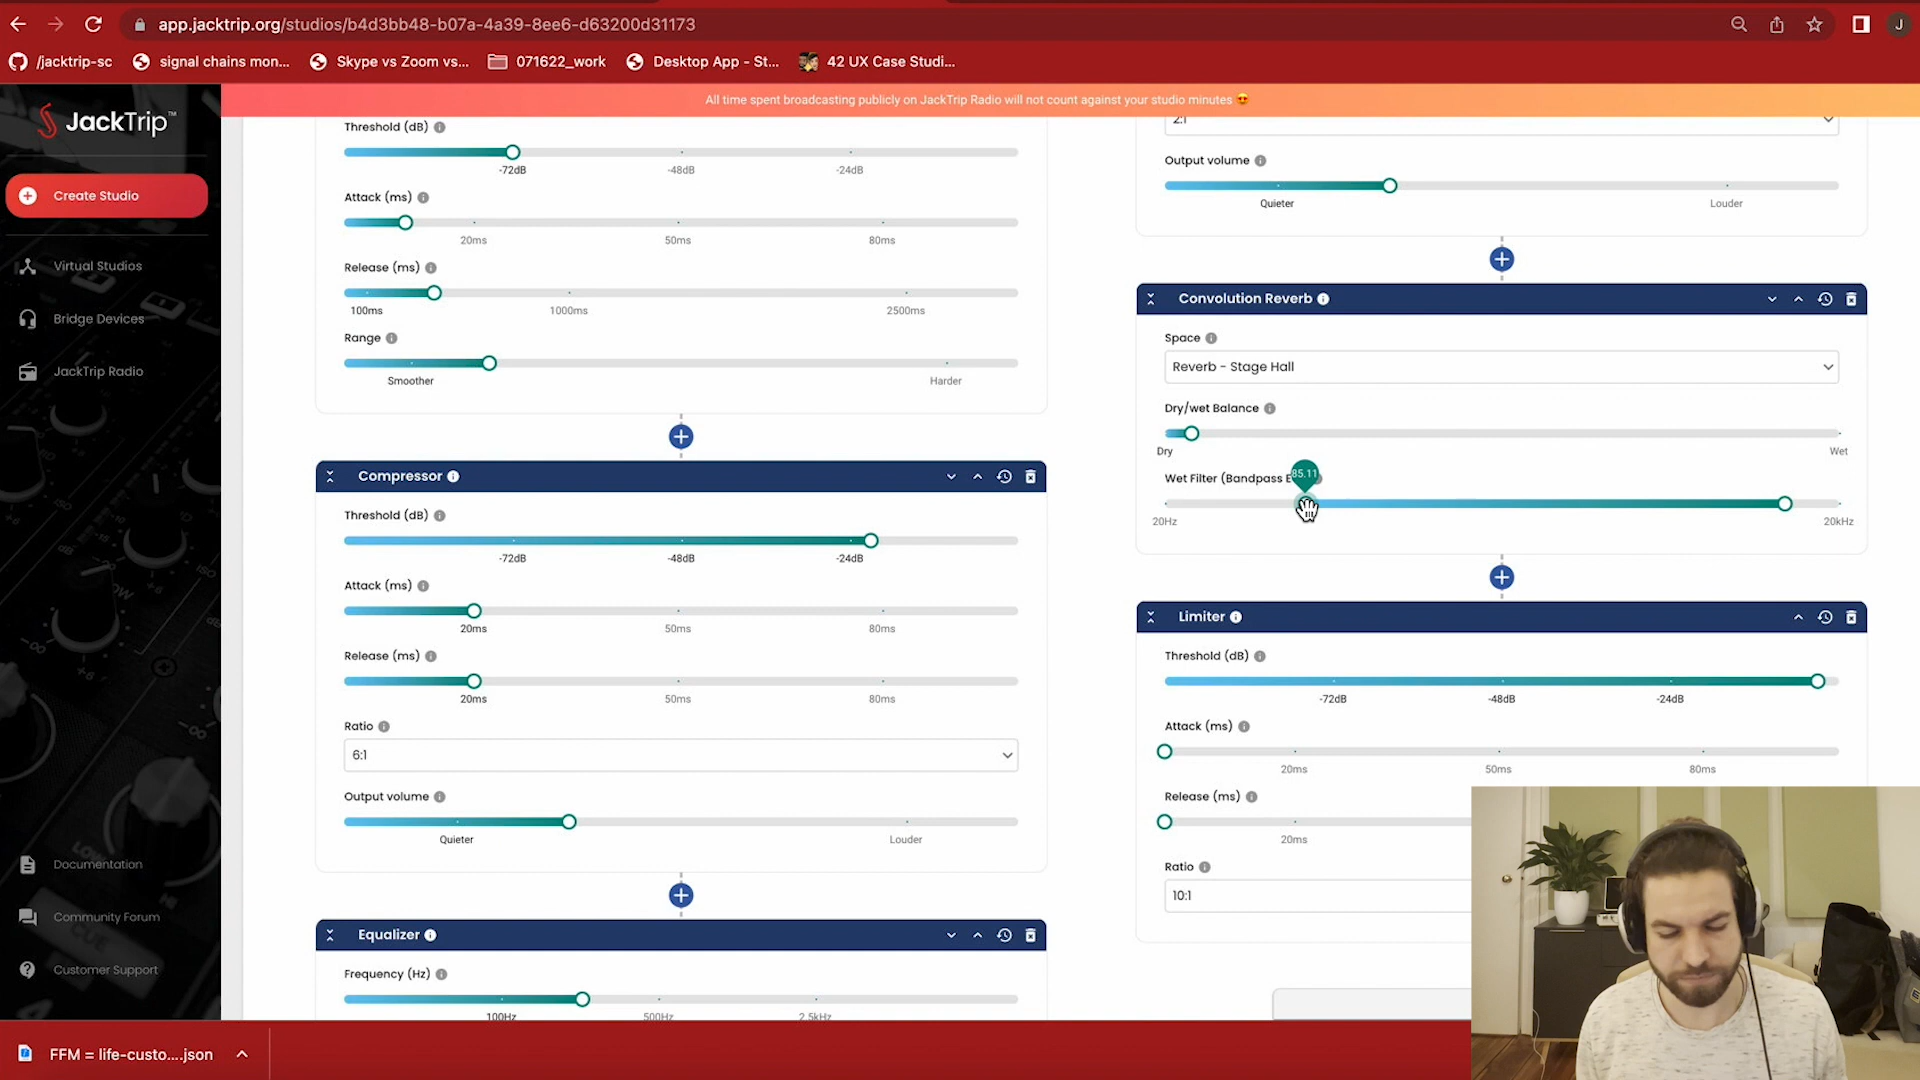 app.jacktrip.org/studios/b4d3bb48-b07a-4a39-8ee6-d63200d31173
J
/jacktrip-sc
signal chains mon...
Skype vs Zoom vs...
071622_work
Desktop App - St...
42 UX Case Studi...
All time spent broadcasting publicly on JackTrip Radio will not count against your studio minutes 😍
JackTrip™
Create Studio
Virtual Studios
Bridge Devices
JackTrip Radio
Documentation
Community Forum
Customer Support
Threshold (dB)
-72dB -48dB -24dB
Attack (ms)
20ms 50ms 80ms
Release (ms)
100ms 1000ms 2500ms
Range
Smoother Harder
Compressor
Threshold (dB)
-72dB -48dB -24dB
Attack (ms)
20ms 50ms 80ms
Release (ms)
20ms 50ms 80ms
Ratio
6:1
Output volume
Quieter Louder
Equalizer
Frequency (Hz)
100Hz 500Hz 2.5kHz
2:1
Output volume
Quieter Louder
Convolution Reverb
Space
Reverb - Stage Hall
Dry/wet Balance
Dry Wet
85.11
Wet Filter (Bandpass
20Hz 20kHz
Limiter
Threshold (dB)
-72dB -48dB -24dB
Attack (ms)
20ms 50ms 80ms
Release (ms)
20ms
Ratio
10:1
FFM = life-custo....json